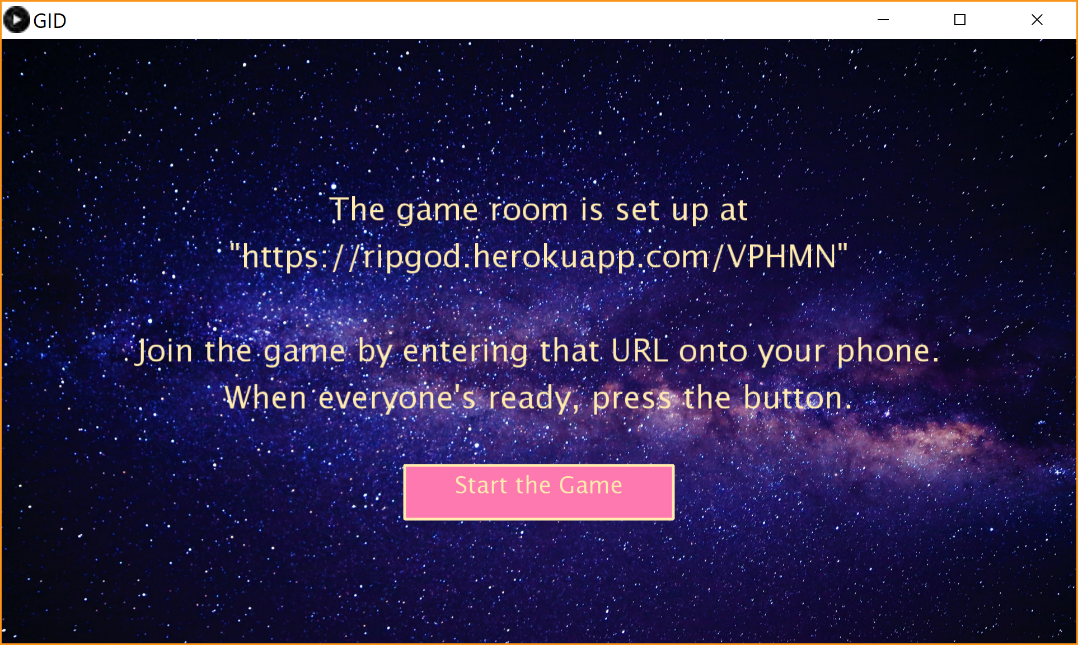 GID
The game room is set up at
"https://ripgod.herokuapp.com/VPHMN"
Join the game by entering that URL onto your phone.
When everyone's ready, press the button.
Start the Game